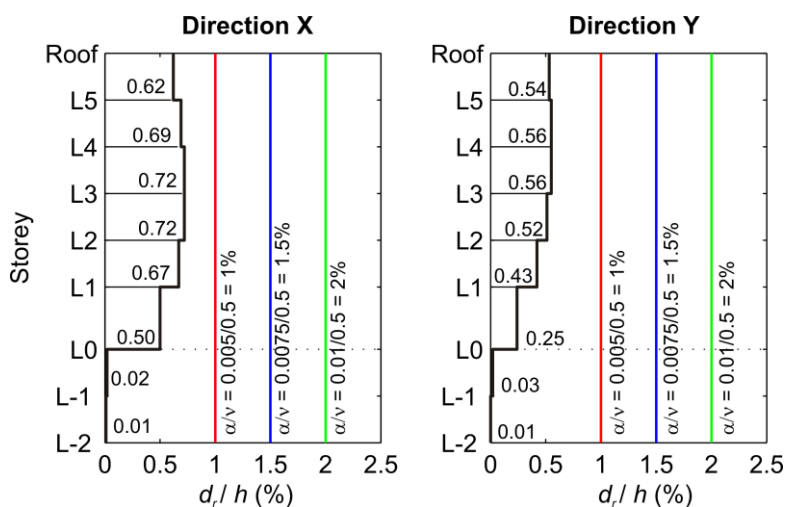 Direction X
Storey
Roof
L5
L4
L3
L2
L1
L0
L-1
L-2
0.62
0.69
0.72
0.72
0.67
0.50
0.02
0.01
α/ν = 0.005/0.5 = 1%
α/ν = 0.0075/0.5 = 1.5%
α/ν = 0.01/0.5 = 2%
0 0.5 1 1.5 2 2.5
dr / h (%)
Direction Y
Roof
L5
L4
L3
L2
L1
L0
L-1
L-2
0.54
0.56
0.56
0.52
0.43
0.25
0.03
0.01
α/ν = 0.005/0.5 = 1%
α/ν = 0.0075/0.5 = 1.5%
α/ν = 0.01/0.5 = 2%
0 0.5 1 1.5 2 2.5
dr / h (%)